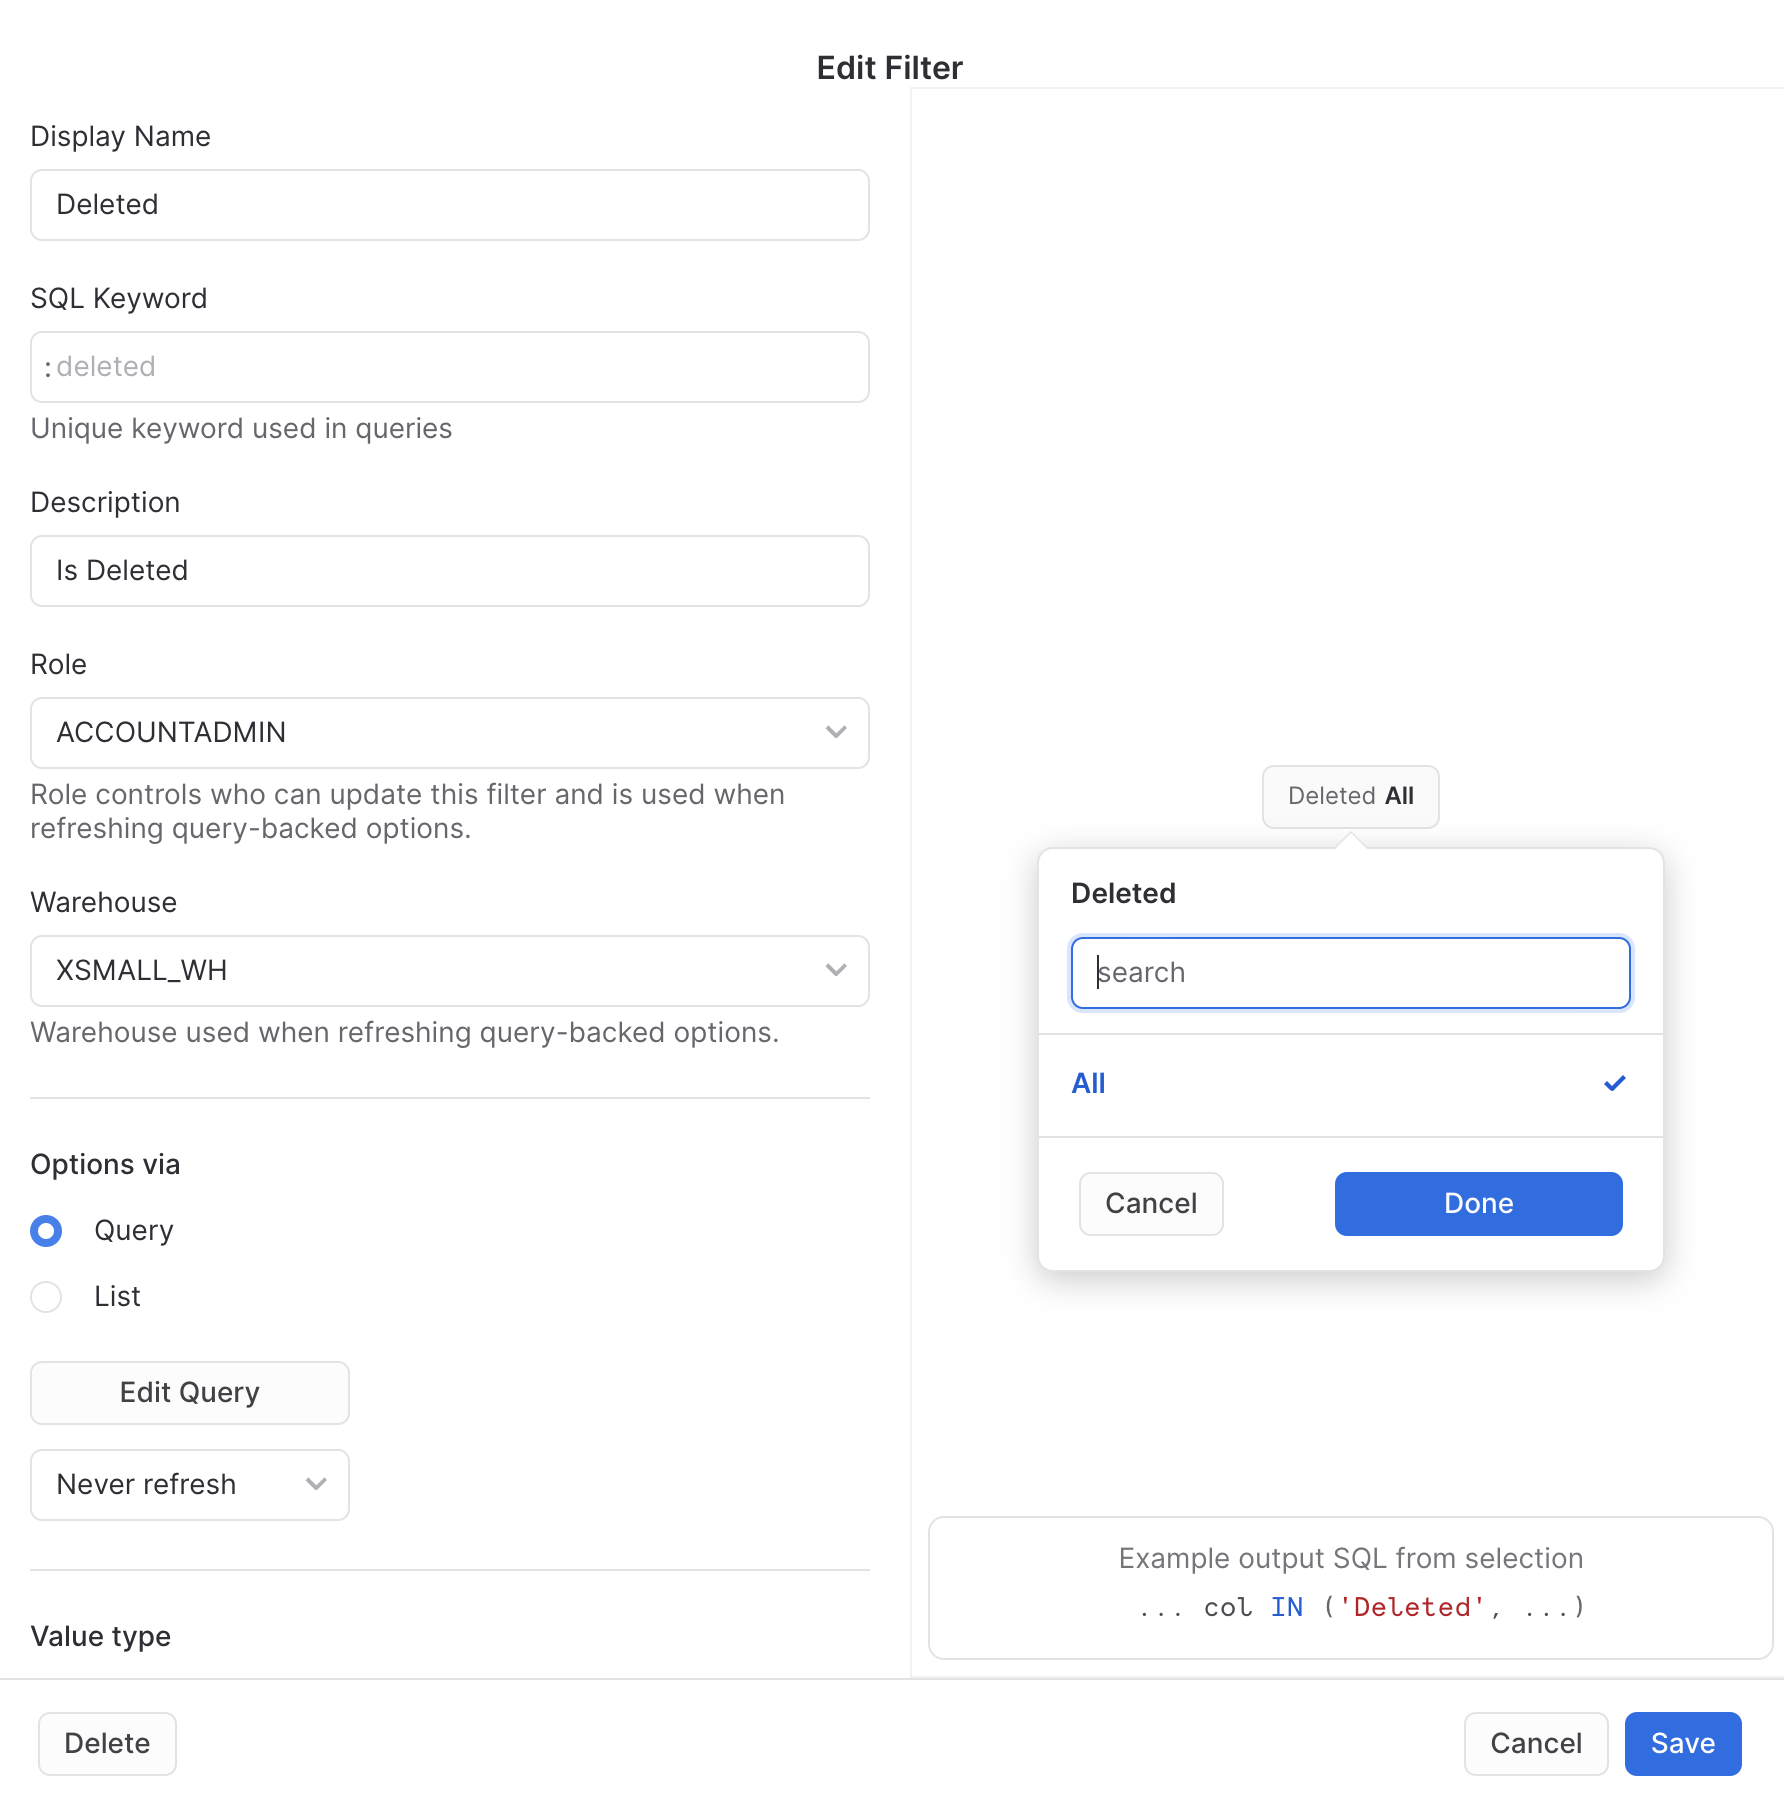 Edit Filter
Display Name
Deleted
SQL Keyword
:deleted
Unique keyword used in queries
Description
Is Deleted
Role
ACCOUNTADMIN
Role controls who can update this filter and is used when
refreshing query-backed options.
Warehouse
XSMALL_WH
Warehouse used when refreshing query-backed options.
Options via
Query
List
Edit Query
Never refresh
Value type
Deleted All
Deleted
search
All
Cancel
Done
Example output SQL from selection
... col IN ('Deleted', ...)
Delete
Cancel
Save